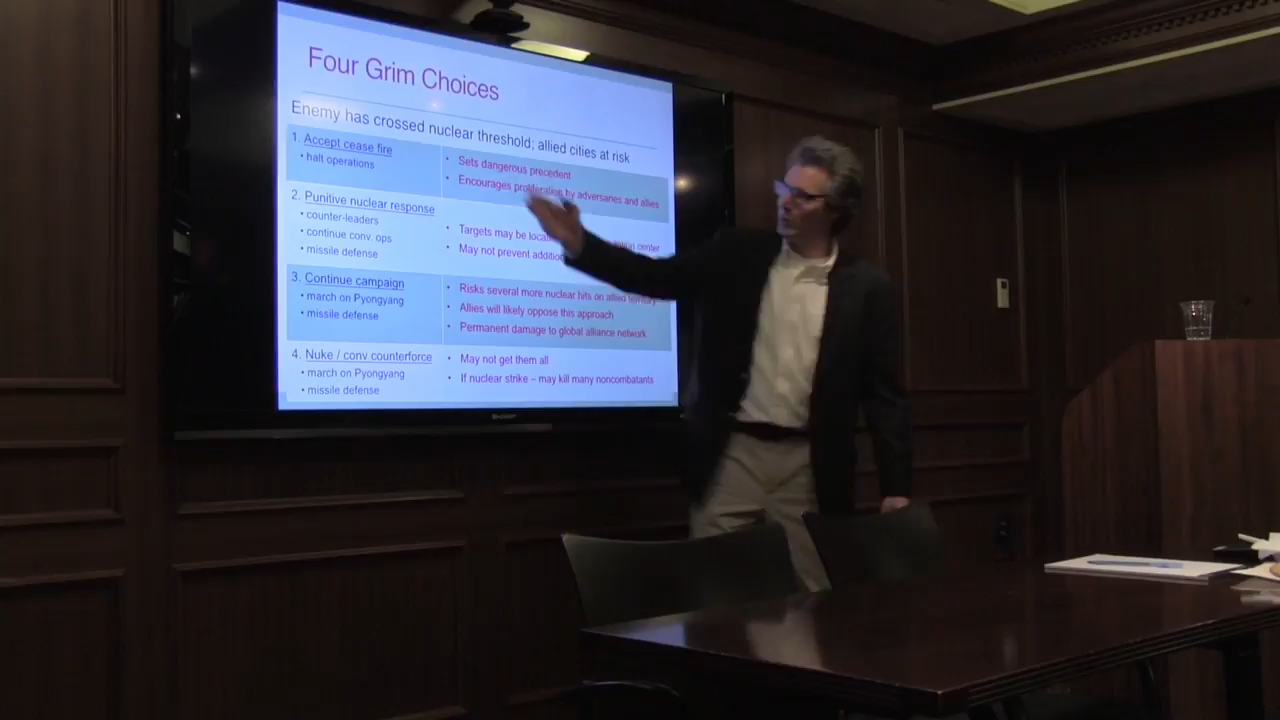 Four Grim Choices
Enemy has crossed nuclear threshold; allied cities at risk
1. Accept cease fire
• halt operations
• Sets dangerous precedent
• Encourages proliferation by adversaries and allies
2. Punitive nuclear response
• counter-leaders
• continue conv. ops
• missile defense
• Targets may be center
• May not prevent
3. Continue campaign
• march on Pyongyang
• missile defense
• Risks several more nuclear hits on allied territory
• Allies will likely oppose this approach
• Permanent damage to global alliance network
4. Nuke / conv counterforce
• march on Pyongyang
• missile defense
• May not get them all
• If nuclear strike – may kill many noncombatants
SHARP